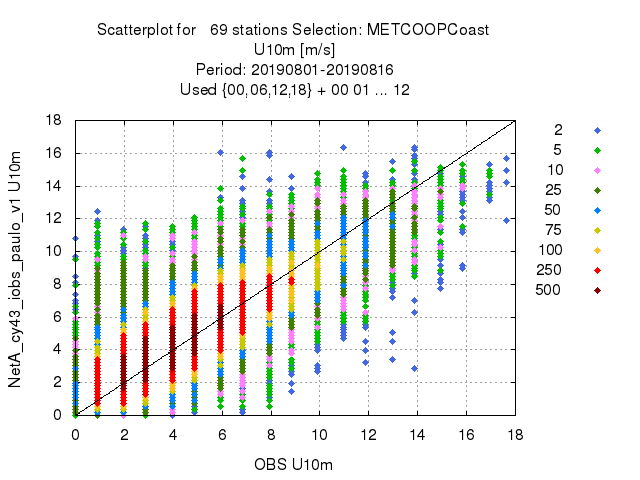 Scatterplot for 69 stations Selection: METCOOPCoast
U10m [m/s]
Period: 20190801-20190816
Used {00,06,12,18} + 00 01 ... 12
NetA_cy43_iobs_paulo_v1 U10m
18
16
14
12
10
8
6
4
2
0
0 2 4 6 8 10 12 14 16 18
OBS U10m
2
5
10
25
50
75
100
250
500